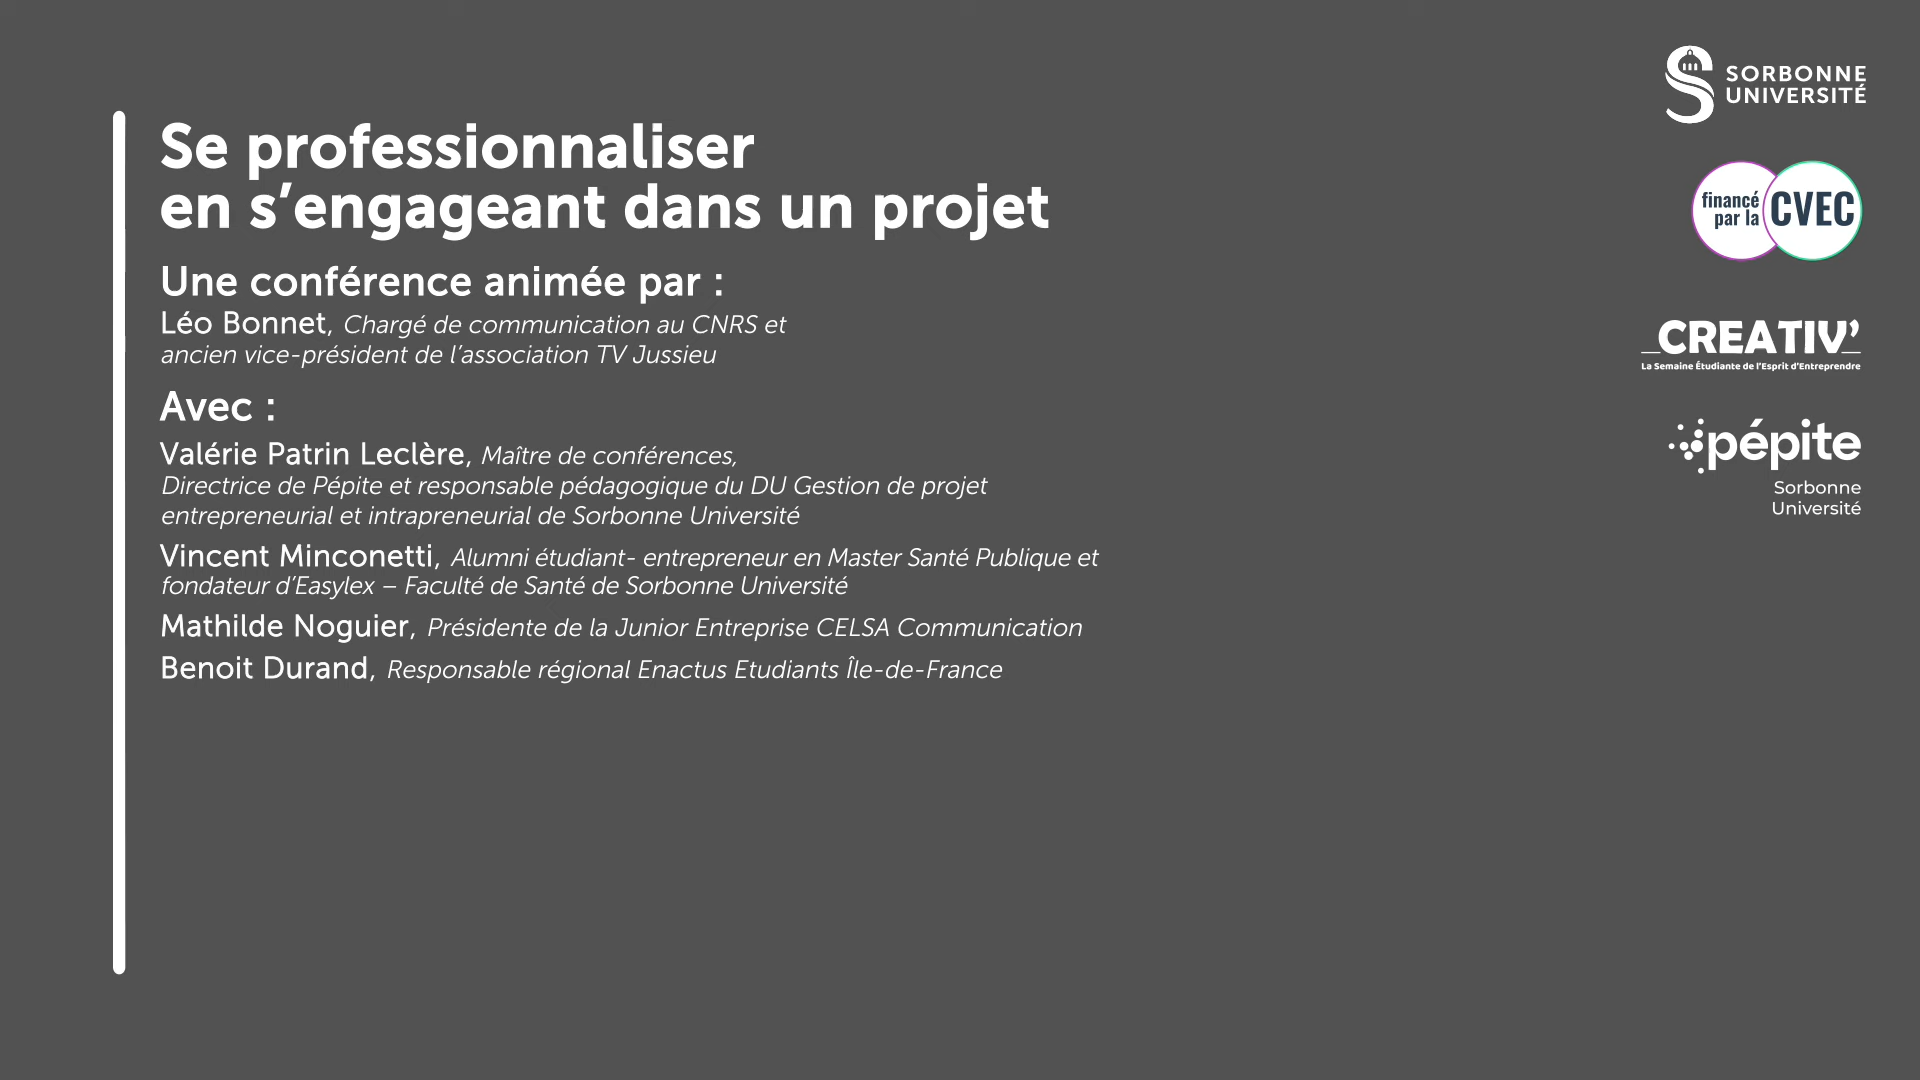 Se professionnaliser
en s’engageant dans un projet
Une conférence animée par :
Léo Bonnet, Chargé de communication au CNRS et
ancien vice-président de l’association TV Jussieu
Avec :
Valérie Patrin Leclère, Maître de conférences,
Directrice de Pépite et responsable pédagogique du DU Gestion de projet
entrepreneurial et intrapreneurial de Sorbonne Université
Vincent Minconetti, Alumni étudiant- entrepreneur en Master Santé Publique et
fondateur d’Easylex – Faculté de Santé de Sorbonne Université
Mathilde Noguier, Présidente de la Junior Entreprise CELSA Communication
Benoit Durand, Responsable régional Enactus Etudiants Île-de-France
SORBONNE
UNIVERSITÉ
financé
par la
CVEC
CREATIV’
La Semaine Étudiante de l’Esprit d’Entreprendre
pépite
Sorbonne
Université